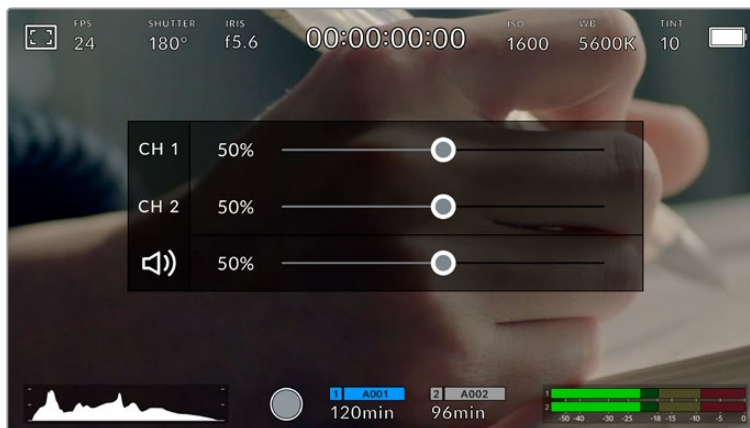 FPS SHUTTER IRIS ISO WB TINT
24 180° f5.6 00:00:00:00 1600 5600K 10
CH 1 50%
CH 2 50%
50%
1 A001 2 A002
120min 96min
1
2
-50 -40 -30 -25 -18 -15 -10 -5 0